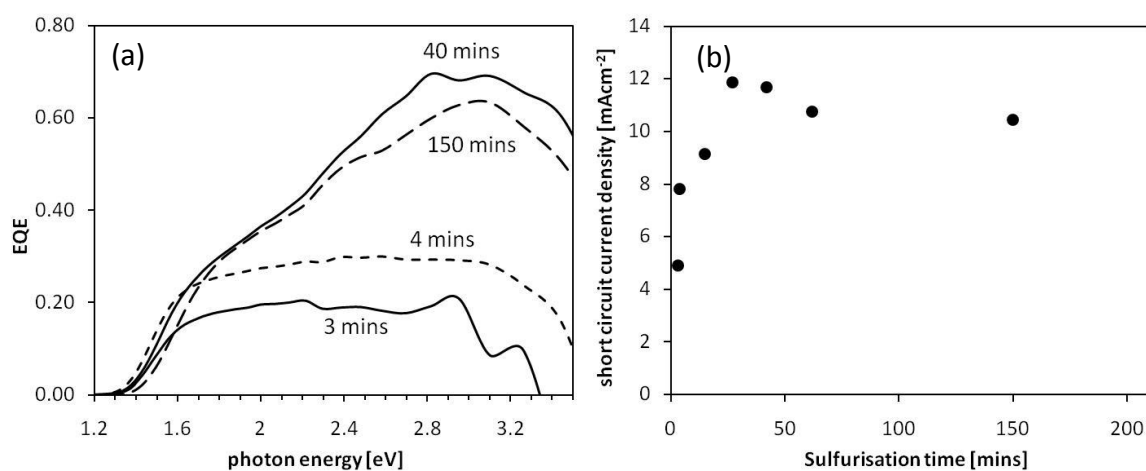 (a)
0.80
0.60
0.40
0.20
0.00
EQE
40 mins
150 mins
4 mins
3 mins
1.2 1.6 2 2.4 2.8 3.2
photon energy [eV]
(b)
14
12
10
8
6
4
2
0
short circuit current density [mAcm-2]
0 50 100 150 200
Sulfurisation time [mins]